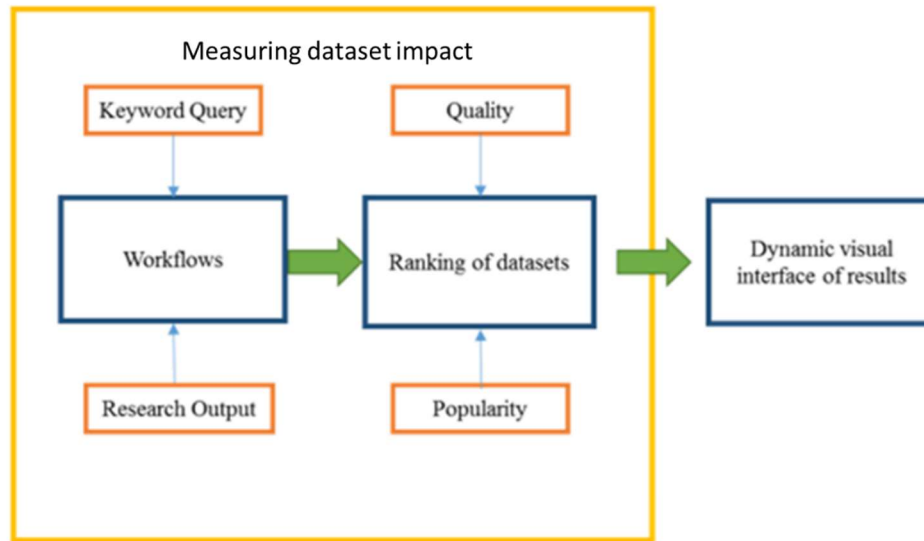 Measuring dataset impact
Keyword Query
Quality
Workflows
Ranking of datasets
Dynamic visual
interface of results
Research Output
Popularity